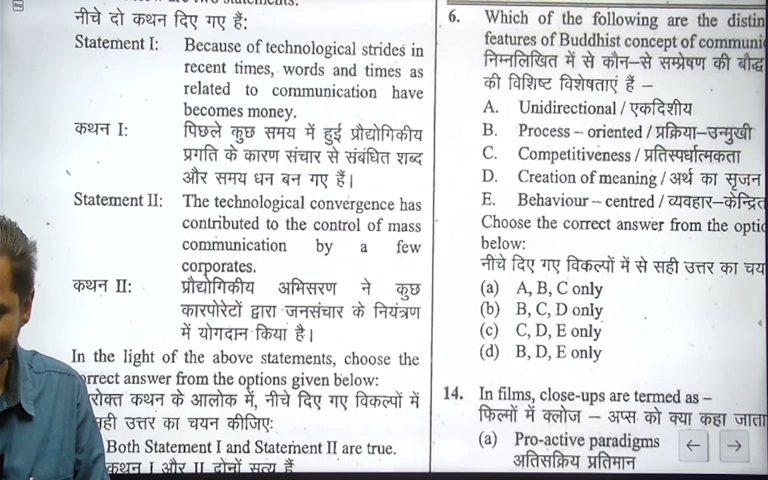 statements:
नीचे दो कथन दिए गए हैं:
Statement I: Because of technological strides in
recent times, words and times as
related to communication have
becomes money.
कथन I: पिछले कुछ समय में हुई प्रौद्योगिकीय
प्रगति के कारण संचार से संबंधित शब्द
और समय धन बन गए हैं।
Statement II: The technological convergence has
contributed to the control of mass
communication by a few
corporates.
कथन II: प्रौद्योगिकीय अभिसरण ने कुछ
कारपोरेटों द्वारा जनसंचार के नियंत्रण
में योगदान किया है।
In the light of the above statements, choose the
correct answer from the options given below:
रोक्त कथन के आलोक में, नीचे दिए गए विकल्पों में
ही उत्तर का चयन कीजिए:
Both Statement I and Statement II are true.
कथन I और II दोनों सत्य हैं
6. Which of the following are the distin
features of Buddhist concept of communi
निम्नलिखित में से कौन–से सम्प्रेषण की बौद्ध
की विशिष्ट विशेषताएं हैं –
A. Unidirectional / एकदिशीय
B. Process – oriented / प्रक्रिया–उन्मुखी
C. Competitiveness / प्रतिस्पर्धात्मकता
D. Creation of meaning / अर्थ का सृजन
E. Behaviour – centred / व्यवहार–केन्द्रित
Choose the correct answer from the optio
below:
नीचे दिए गए विकल्पों में से सही उत्तर का चय
(a) A, B, C only
(b) B, C, D only
(c) C, D, E only
(d) B, D, E only
14. In films, close-ups are termed as –
फिल्मों में क्लोज – अप्स को क्या कहा जाता
(a) Pro-active paradigms
अतिसक्रिय प्रतिमान